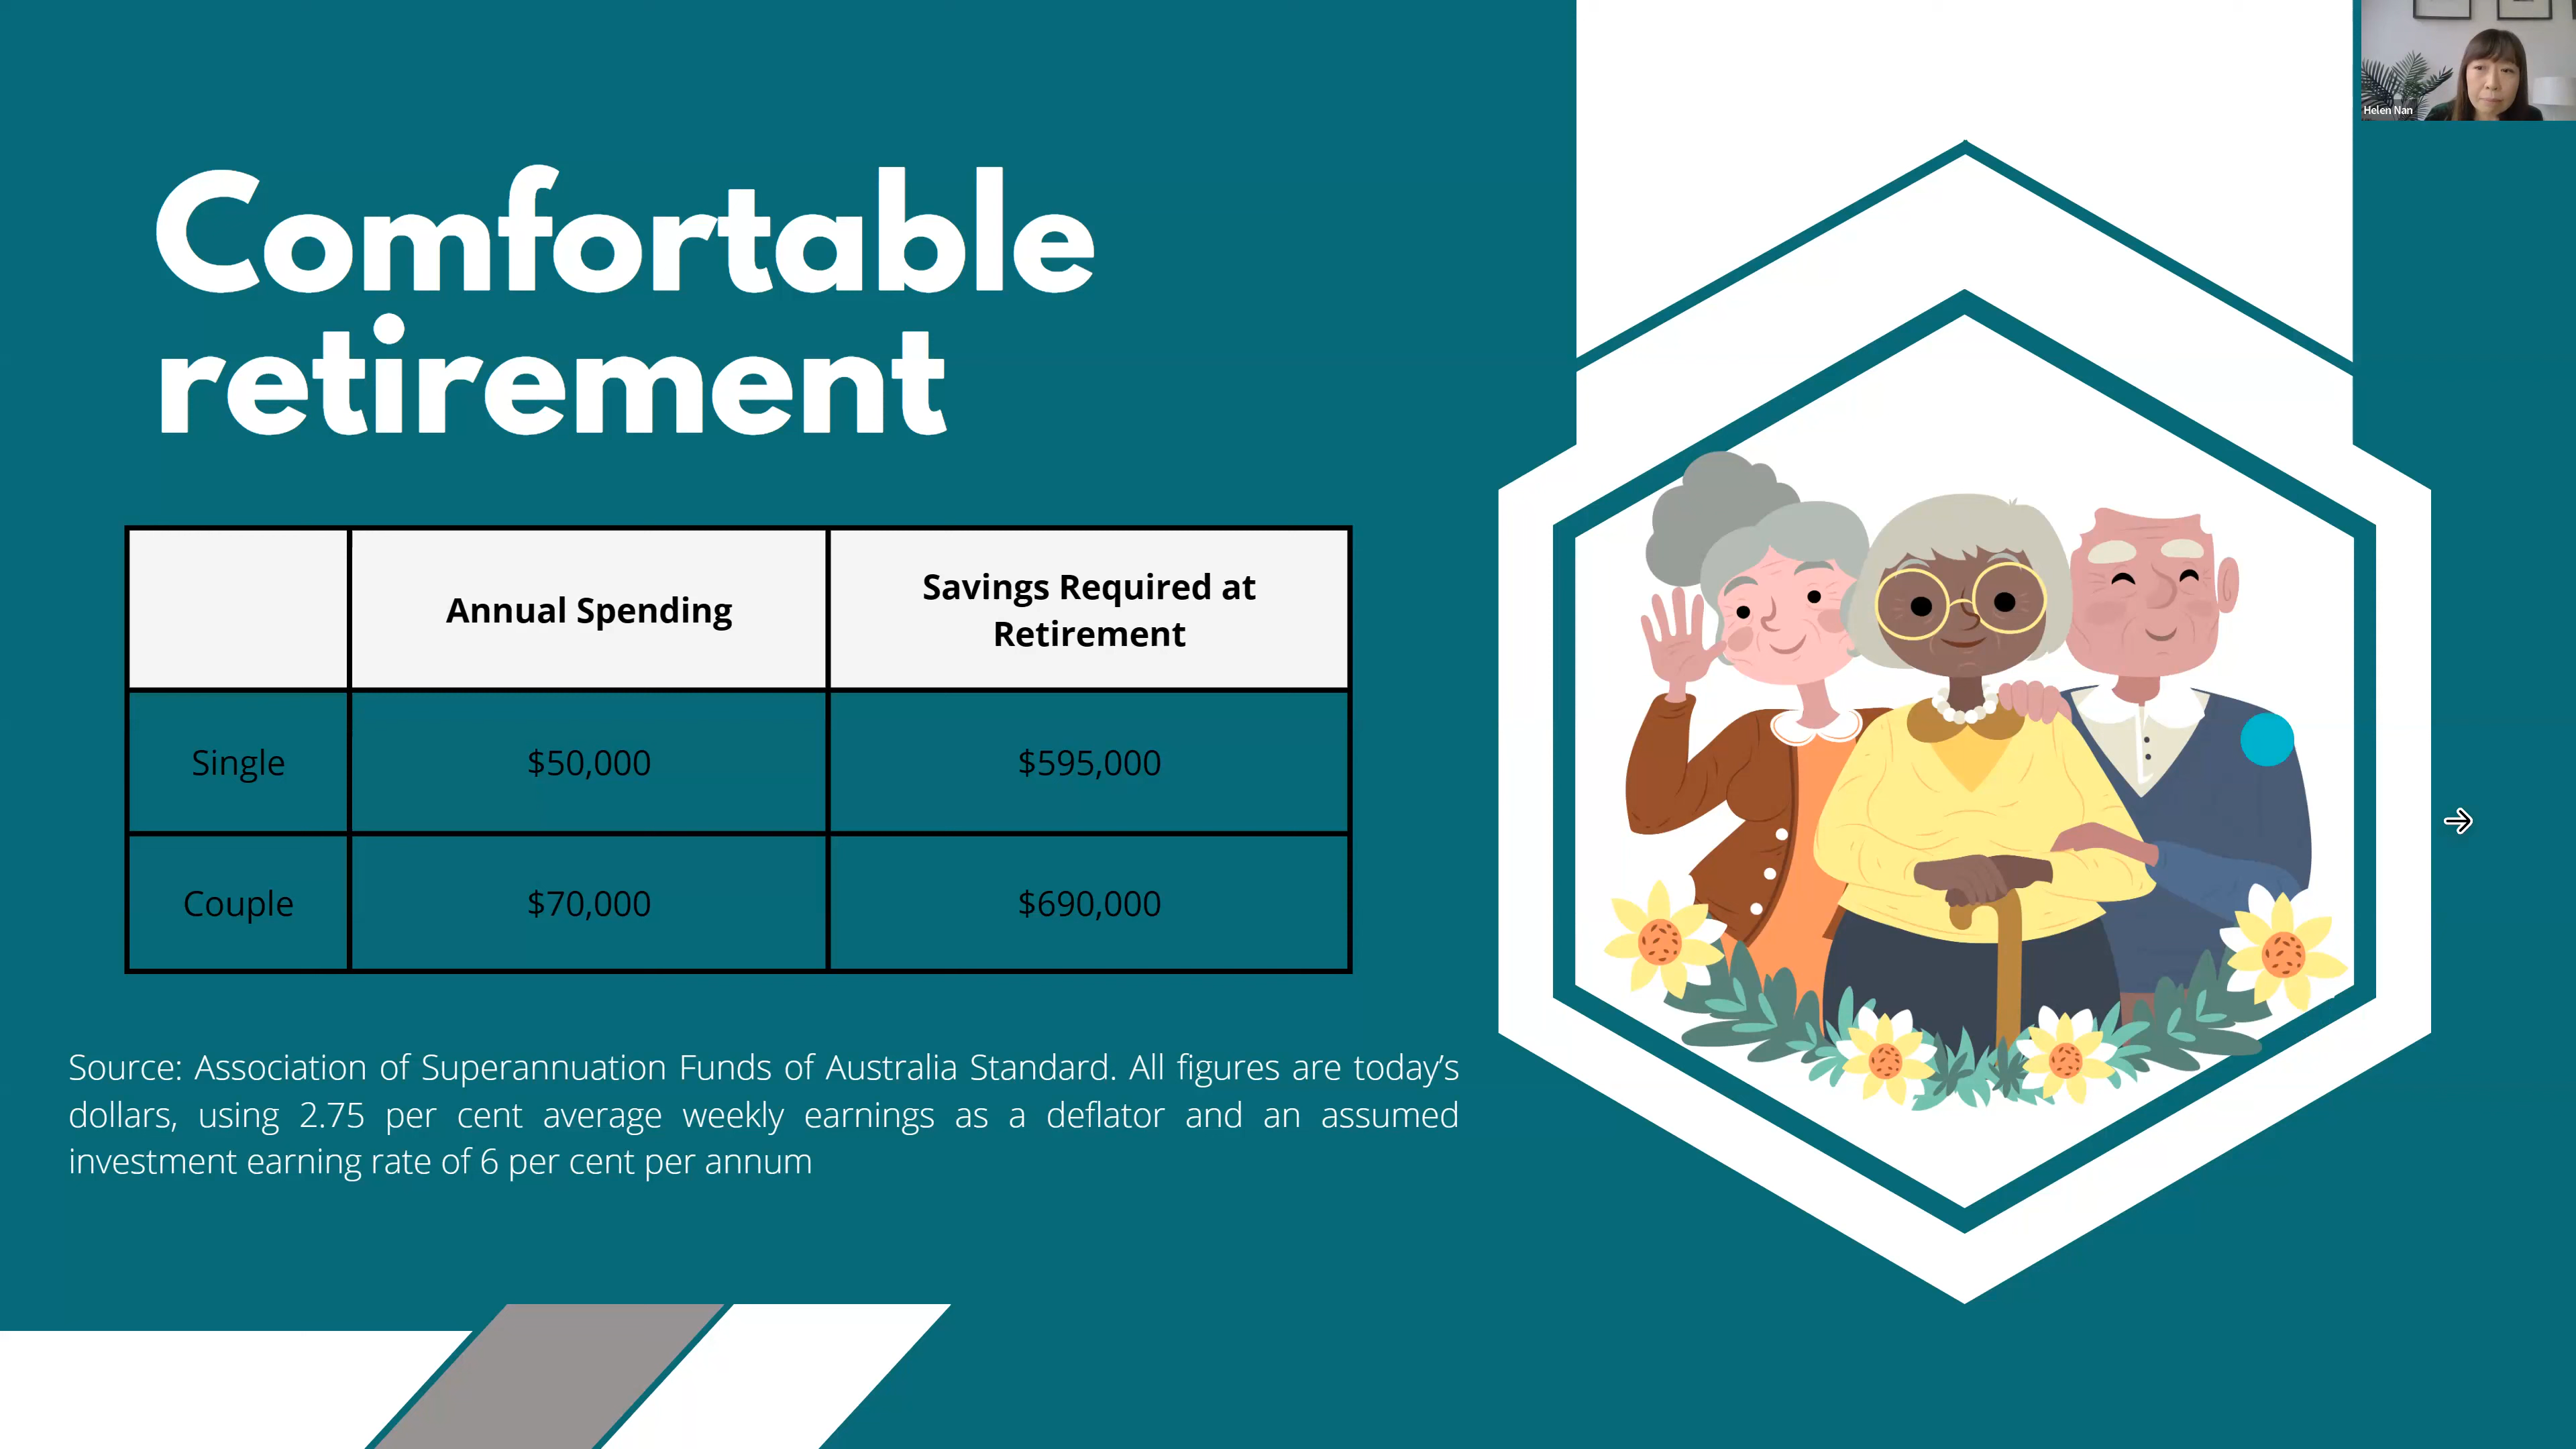 Helen Nan
Comfortable
retirement
Annual Spending
Savings Required at
Retirement
Single
$50,000
$595,000
Couple
$70,000
$690,000
Source: Association of Superannuation Funds of Australia Standard. All figures are today’s
dollars, using 2.75 per cent average weekly earnings as a deflator and an assumed
investment earning rate of 6 per cent per annum